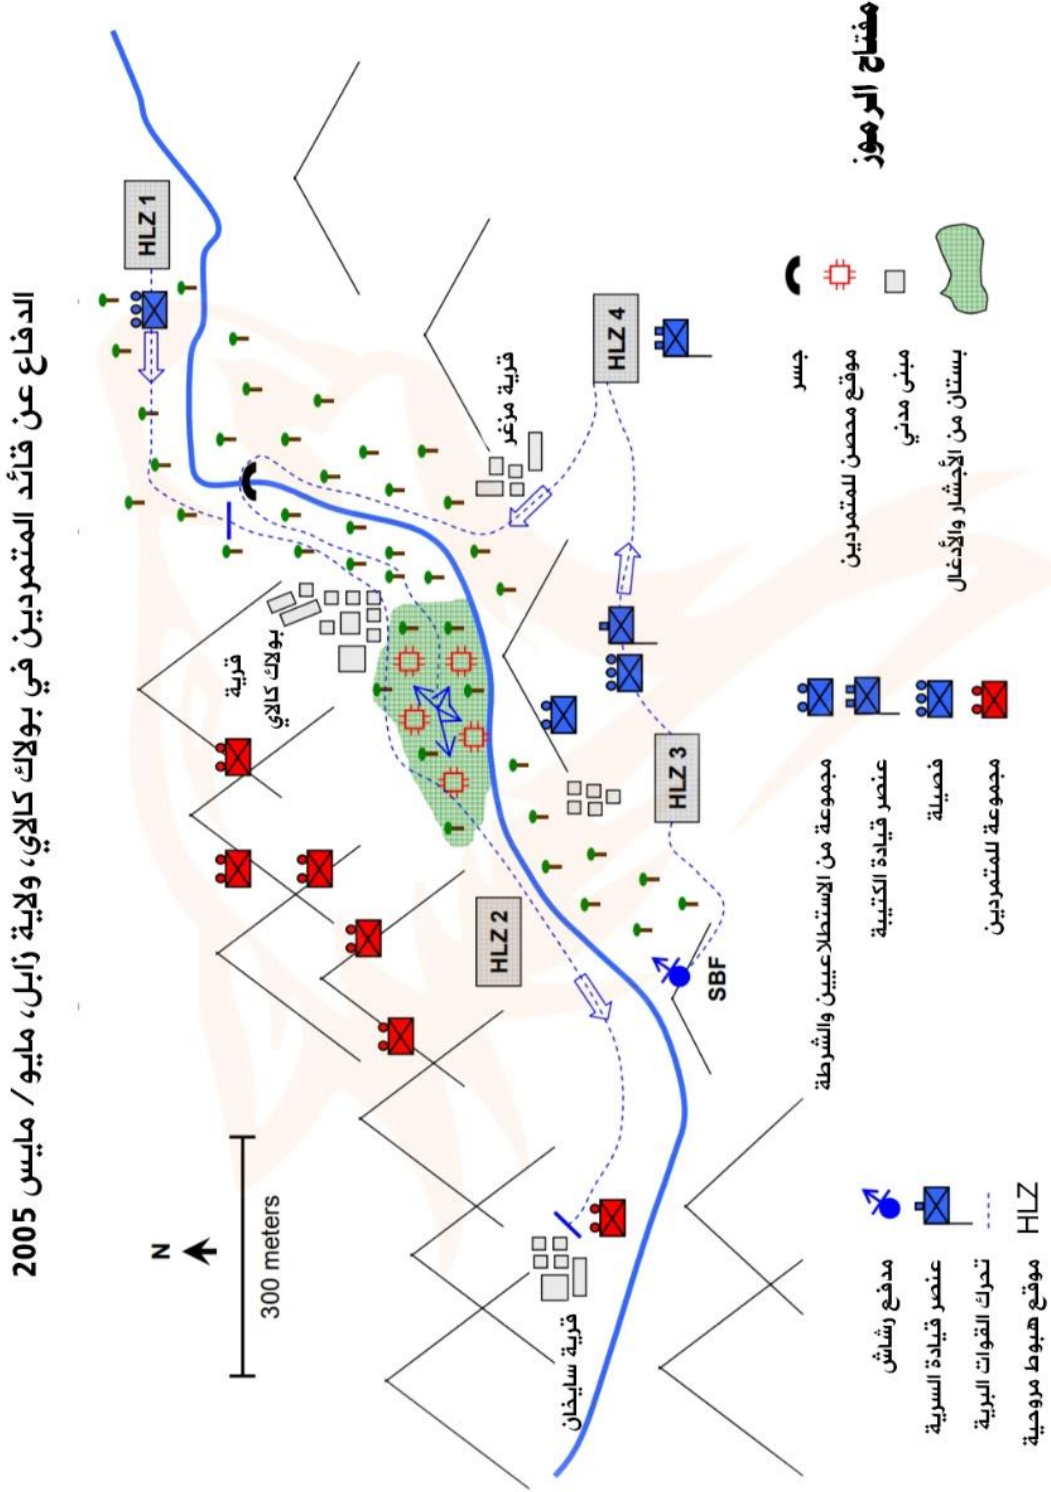 الدفاع عن قائد المتمردين في بولاك كالاي، ولاية زابل، مايو/ مايس 2005
N
300 meters
HLZ 1
قرية
بولاك كالاي
قرية مزغر
HLZ 4
HLZ 2
HLZ 3
SBF
قرية سايخان
مفتاح الرموز
جسر
موقع محصن للمتمردين
مبنى مدني
بستان من الأجشار والأدغال
مجموعة من الاستطلاعيين والشرطة
عنصر قيادة الكتيبة
فصيلة
مجموعة للمتمردين
مدفع رشاش
عنصر قيادة السرية
تحرك القوات البرية
HLZ
موقع هبوط مروحية